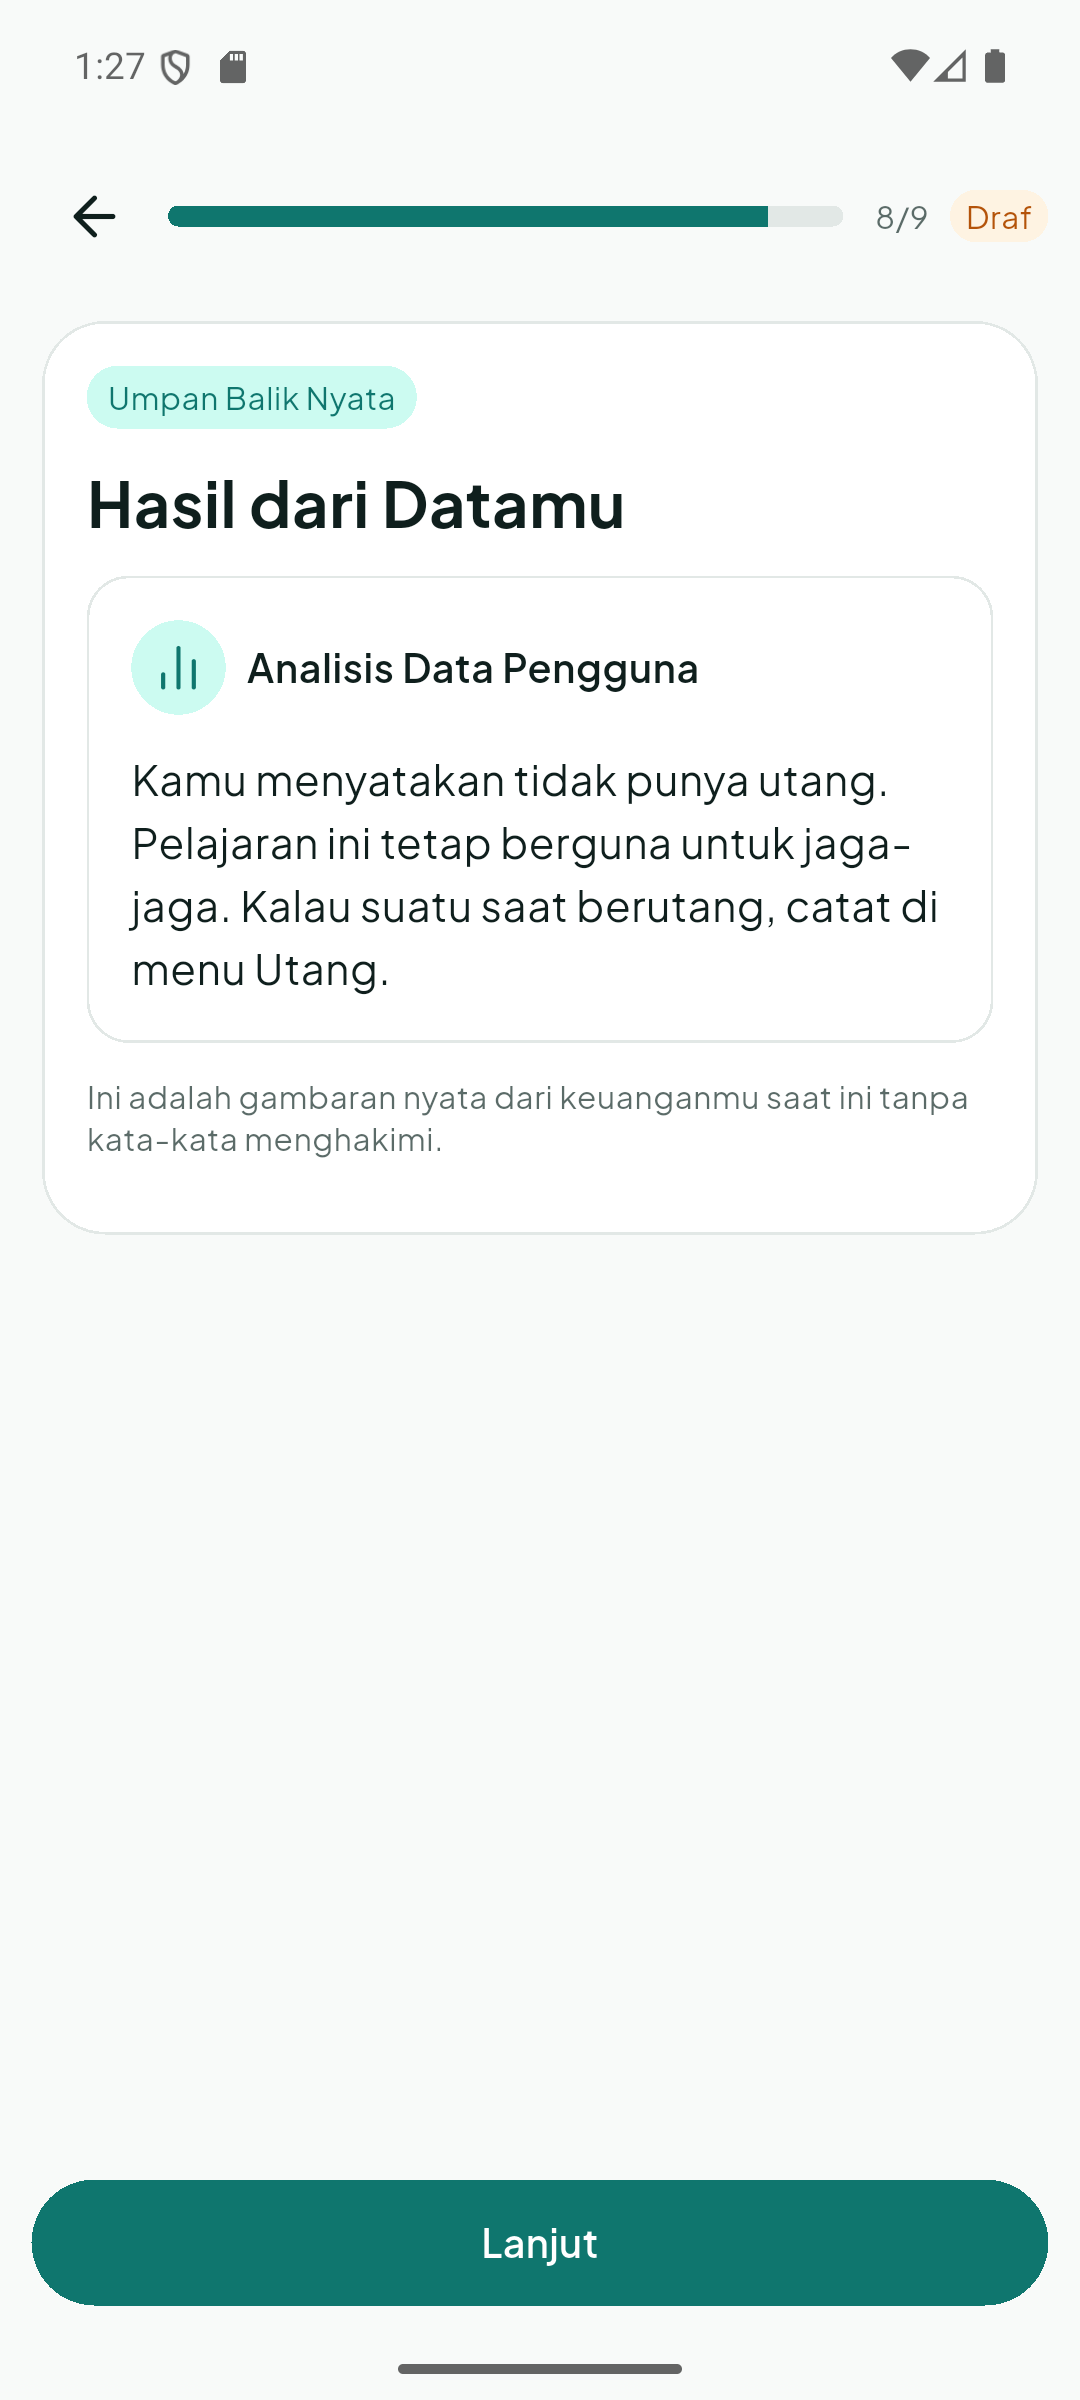 1:27
8/9
Draf
Umpan Balik Nyata
Hasil dari Datamu
Analisis Data Pengguna
Kamu menyatakan tidak punya utang.
Pelajaran ini tetap berguna untuk jaga-
jaga. Kalau suatu saat berutang, catat di
menu Utang.
Ini adalah gambaran nyata dari keuanganmu saat ini tanpa
kata-kata menghakimi.
Lanjut